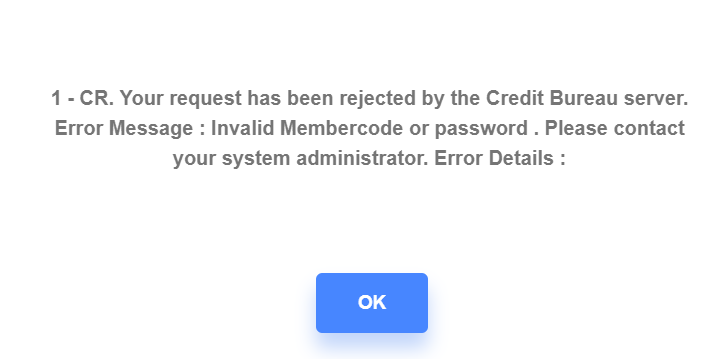 1 - CR. Your request has been rejected by the Credit Bureau server.
Error Message : Invalid Membercode or password . Please contact
your system administrator. Error Details :
OK